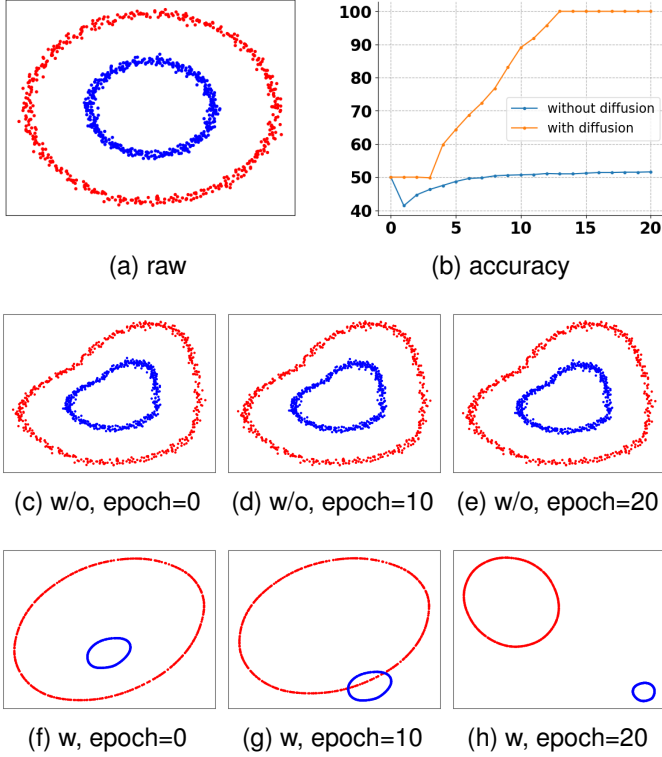 100
90
80
70
60
50
40
without diffusion
with diffusion
0 5 10 15 20
(a) raw (b) accuracy
(c) w/o, epoch=0 (d) w/o, epoch=10 (e) w/o, epoch=20
(f) w, epoch=0 (g) w, epoch=10 (h) w, epoch=20